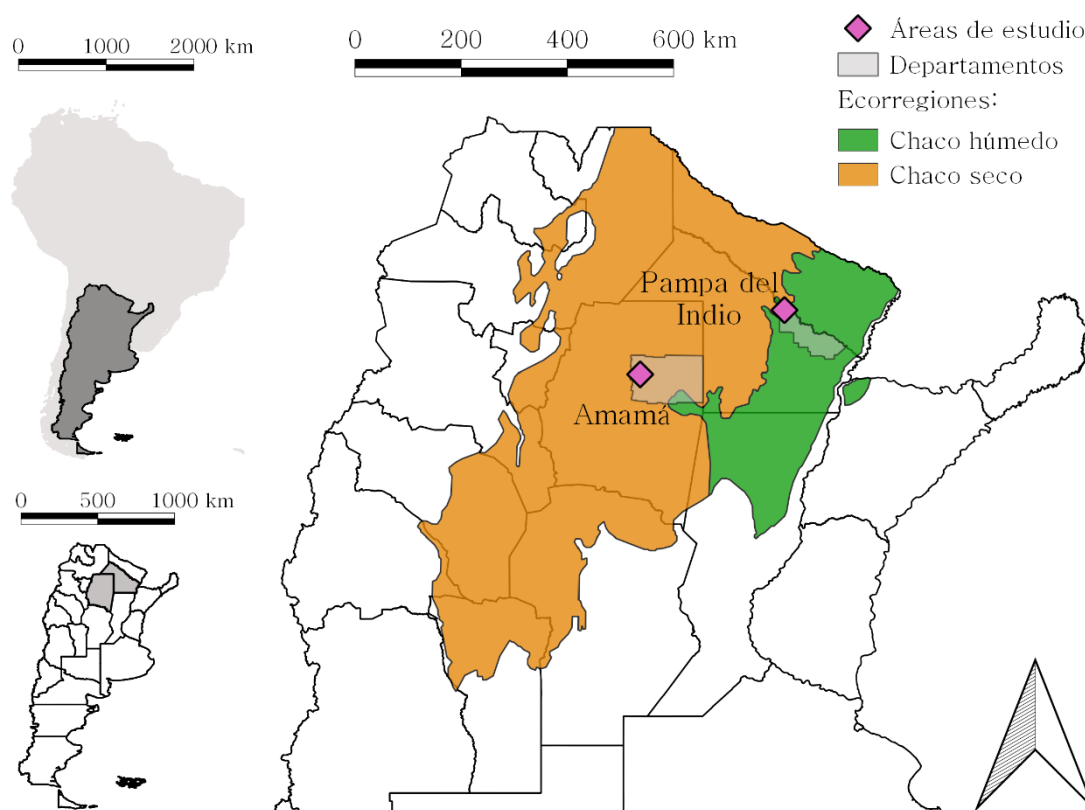 0 1000 2000 km
0 200 400 600 km
Áreas de estudio
Departamentos
Ecorregiones:
Chaco húmedo
Chaco seco
Pampa del
Indio
Amamá
0 500 1000 km